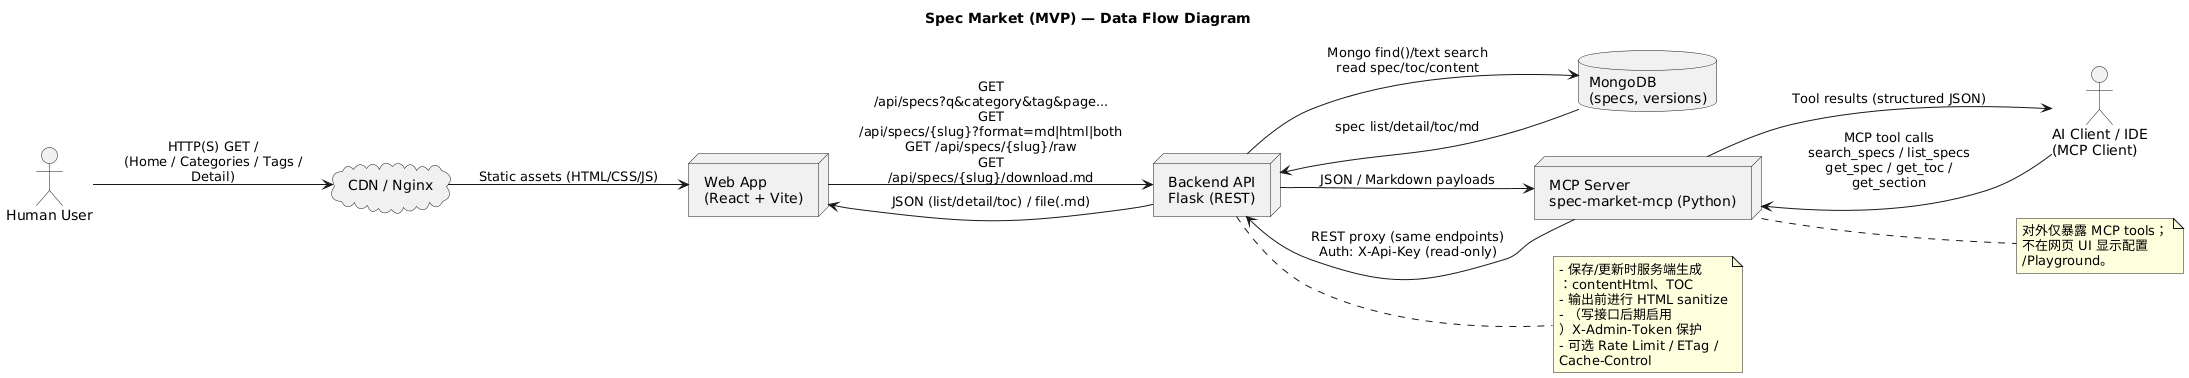 Spec Market (MVP) — Data Flow Diagram
Human User
HTTP(S) GET /
(Home / Categories / Tags /
Detail)
CDN / Nginx
Static assets (HTML/CSS/JS)
Web App
(React + Vite)
GET
/api/specs?q&category&tag&page...
GET
/api/specs/{slug}?format=md|html|both
GET /api/specs/{slug}/raw
GET
/api/specs/{slug}/download.md
JSON (list/detail/toc) / file(.md)
Backend API
Flask (REST)
Mongo find()/text search
read spec/toc/content
spec list/detail/toc/md
MongoDB
(specs, versions)
JSON / Markdown payloads
REST proxy (same endpoints)
Auth: X-Api-Key (read-only)
MCP Server
spec-market-mcp (Python)
Tool results (structured JSON)
MCP tool calls
search_specs / list_specs
get_spec / get_toc /
get_section
AI Client / IDE
(MCP Client)
- 保存/更新时服务端生成
：contentHtml、TOC
- 输出前进行 HTML sanitize
- （写接口后期启用
）X-Admin-Token 保护
- 可选 Rate Limit / ETag /
Cache-Control
对外仅暴露 MCP tools；
不在网页 UI 显示配置
/Playground。